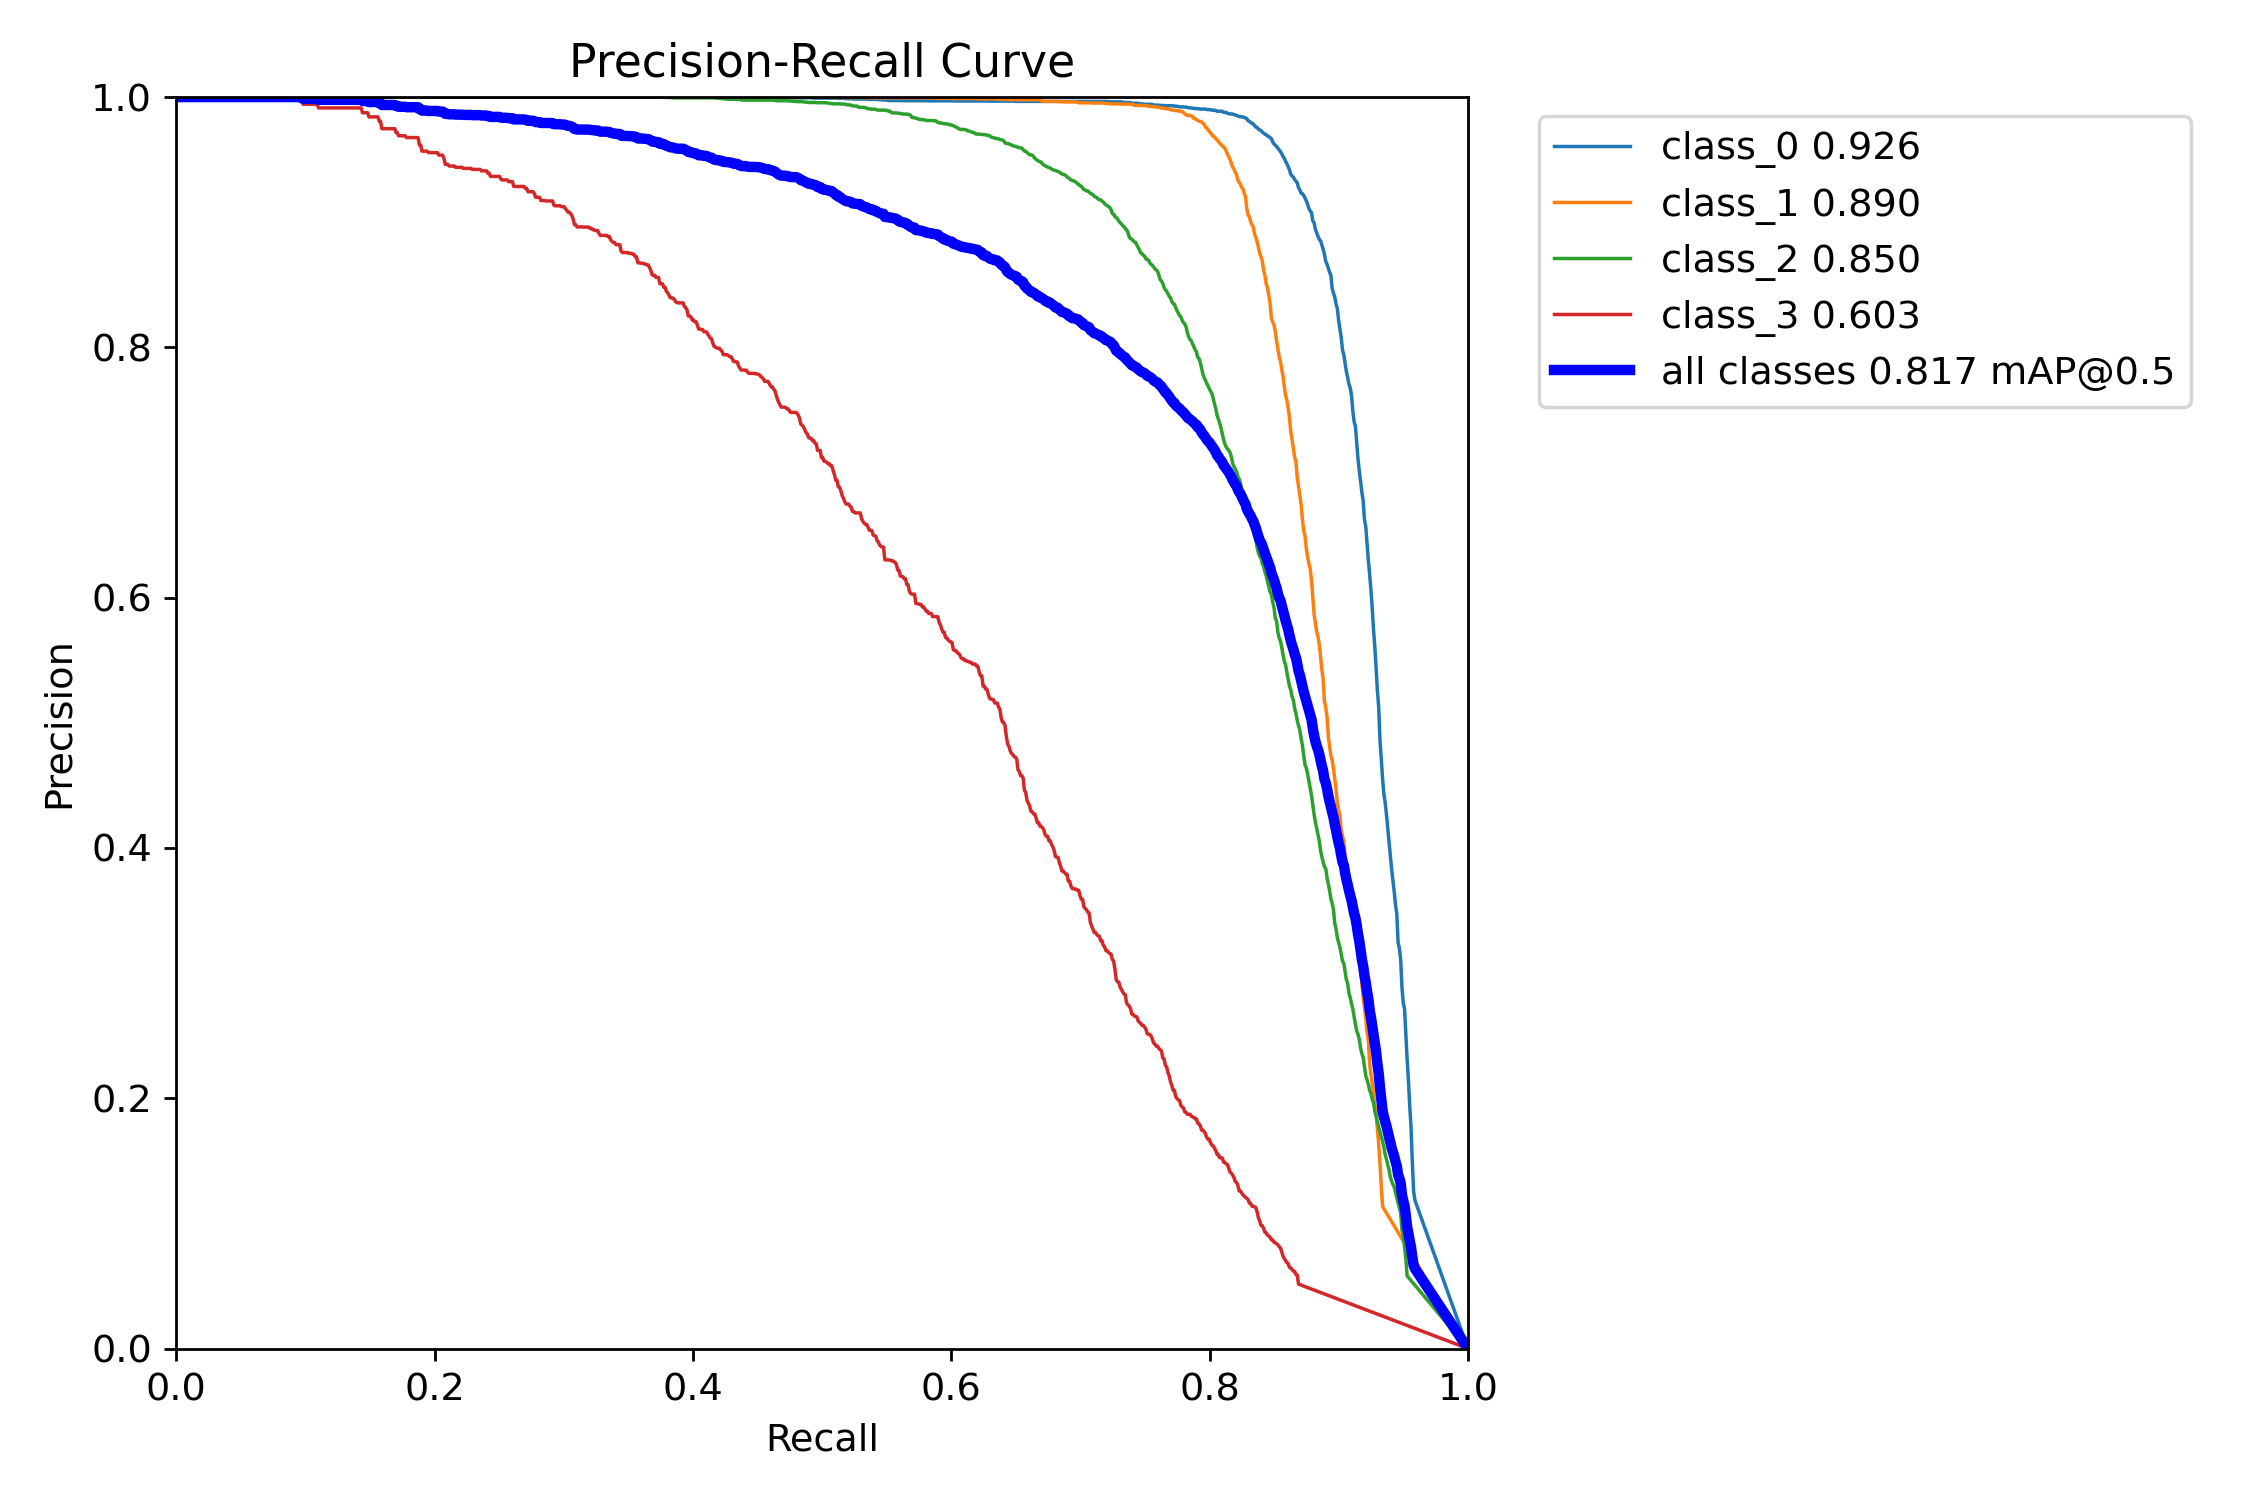 Precision-Recall Curve
1.0
0.8
0.6
0.4
0.2
0.0
Precision
0.0 0.2 0.4 0.6 0.8 1.0
Recall
class_0 0.926
class_1 0.890
class_2 0.850
class_3 0.603
all classes 0.817 mAP@0.5